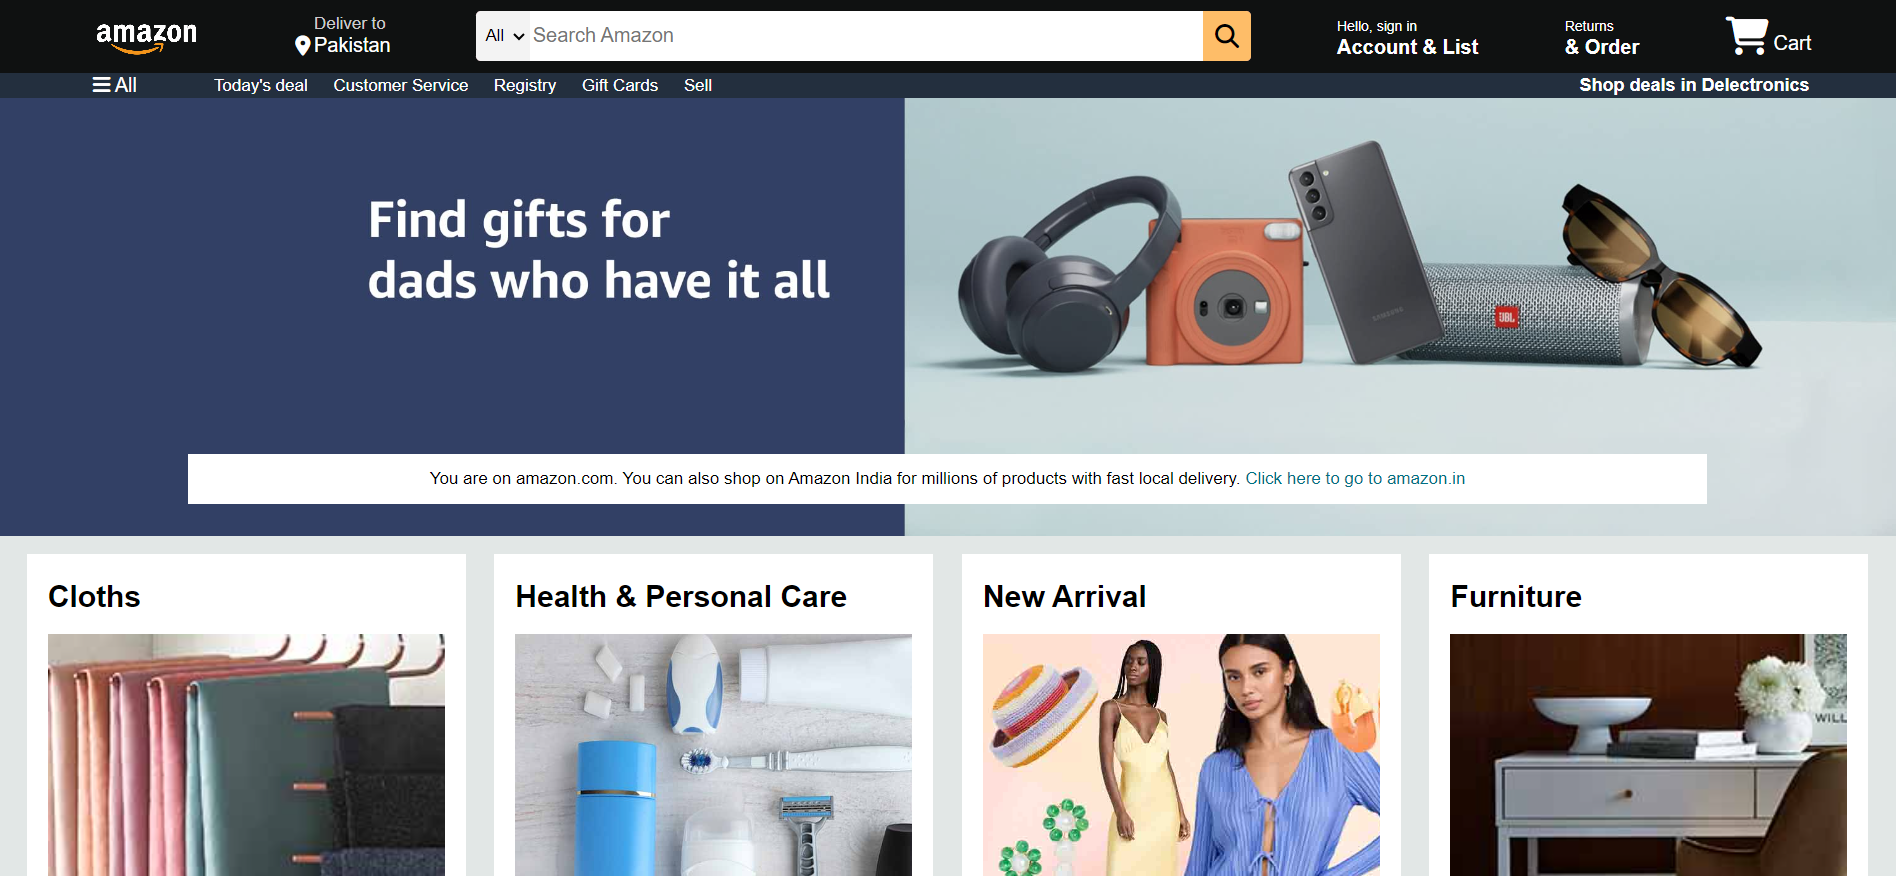 amazon
Deliver to
Pakistan
All
Search Amazon
Hello, sign in
Account & List
Returns
& Order
Cart
All
Today's deal
Customer Service
Registry
Gift Cards
Sell
Shop deals in Delectronics
Find gifts for
dads who have it all
SAMSUNG
JBL
You are on amazon.com. You can also shop on Amazon India for millions of products with fast local delivery. Click here to go to amazon.in
Cloths
Health & Personal Care
New Arrival
Furniture
WILL